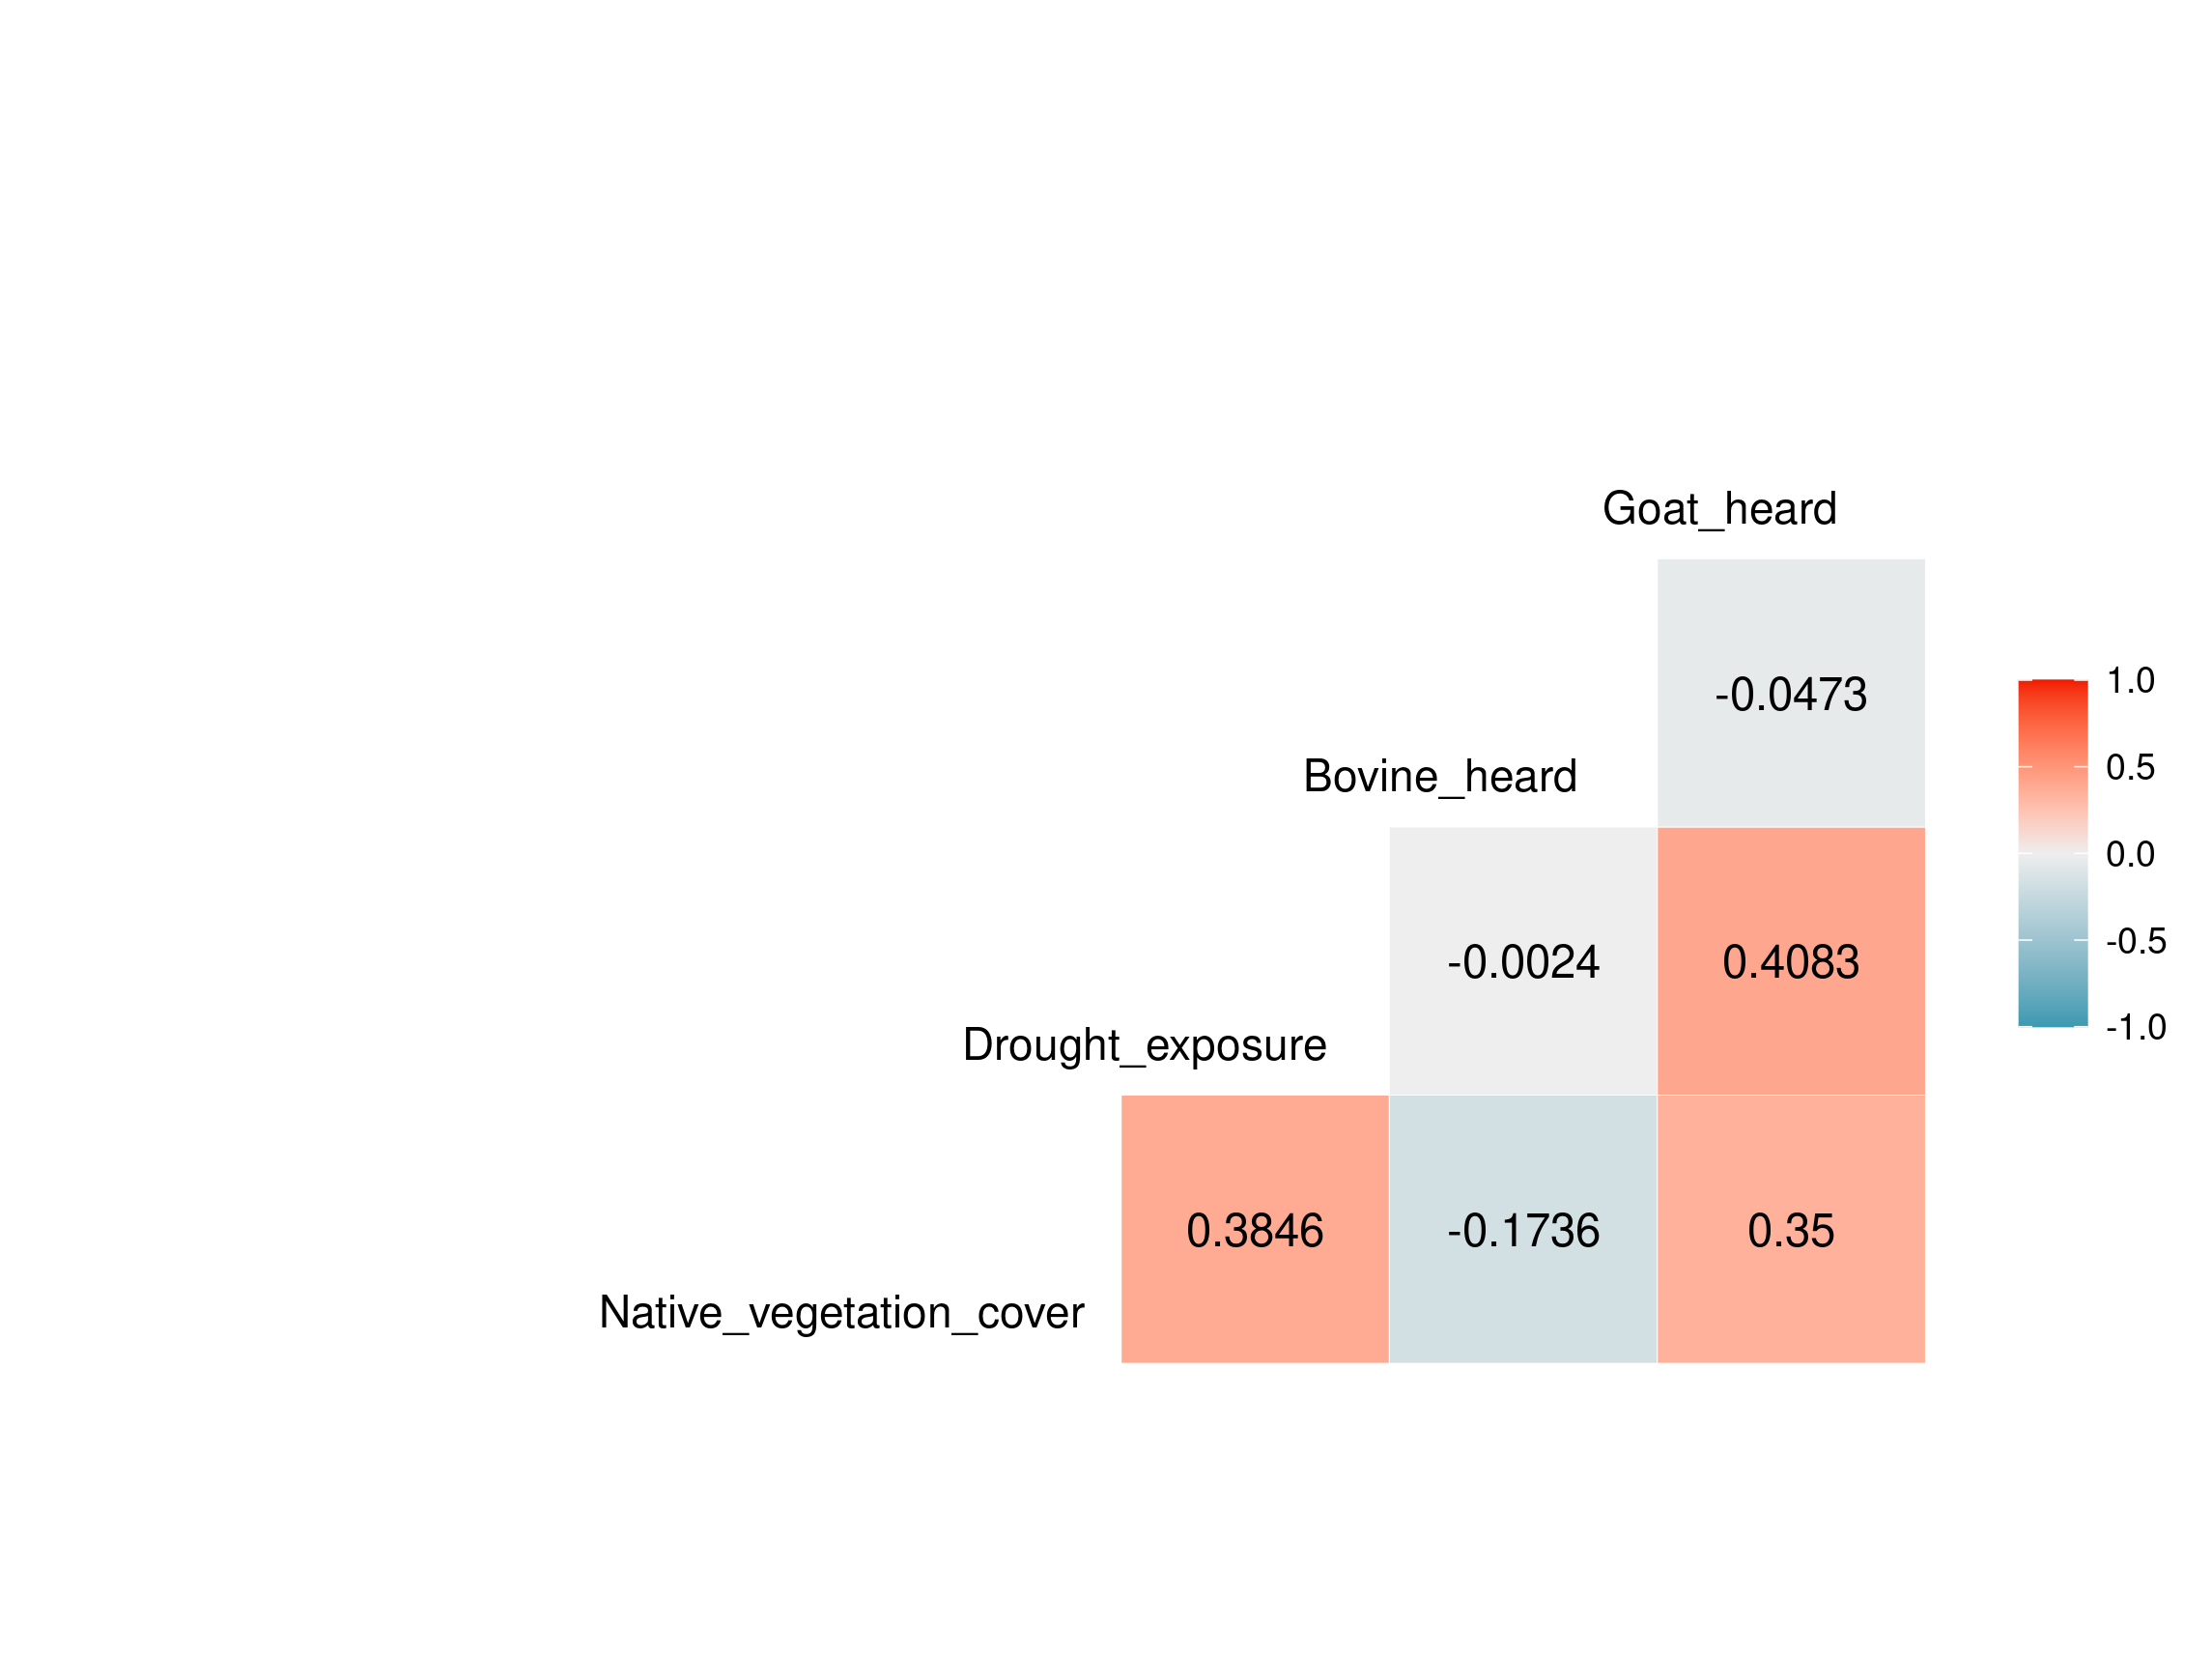 Goat_heard
-0.0473
1.0
0.5
Bovine_heard
0.0
-0.0024
0.4083
-0.5
-1.0
Drought_exposure
0.3846
-0.1736
0.35
Native_vegetation_cover